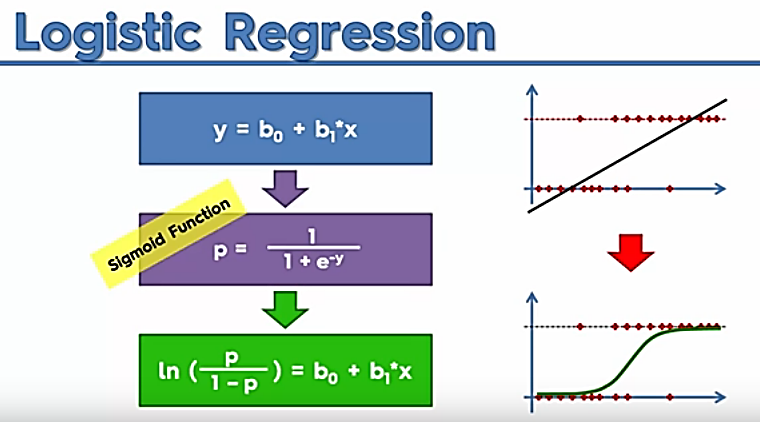 Logistic Regression
y = b₀ + b₁*x
Sigmoid Function
p = 1 / (1 + e⁻ʸ)
ln (p / (1 - p)) = b₀ + b₁*x